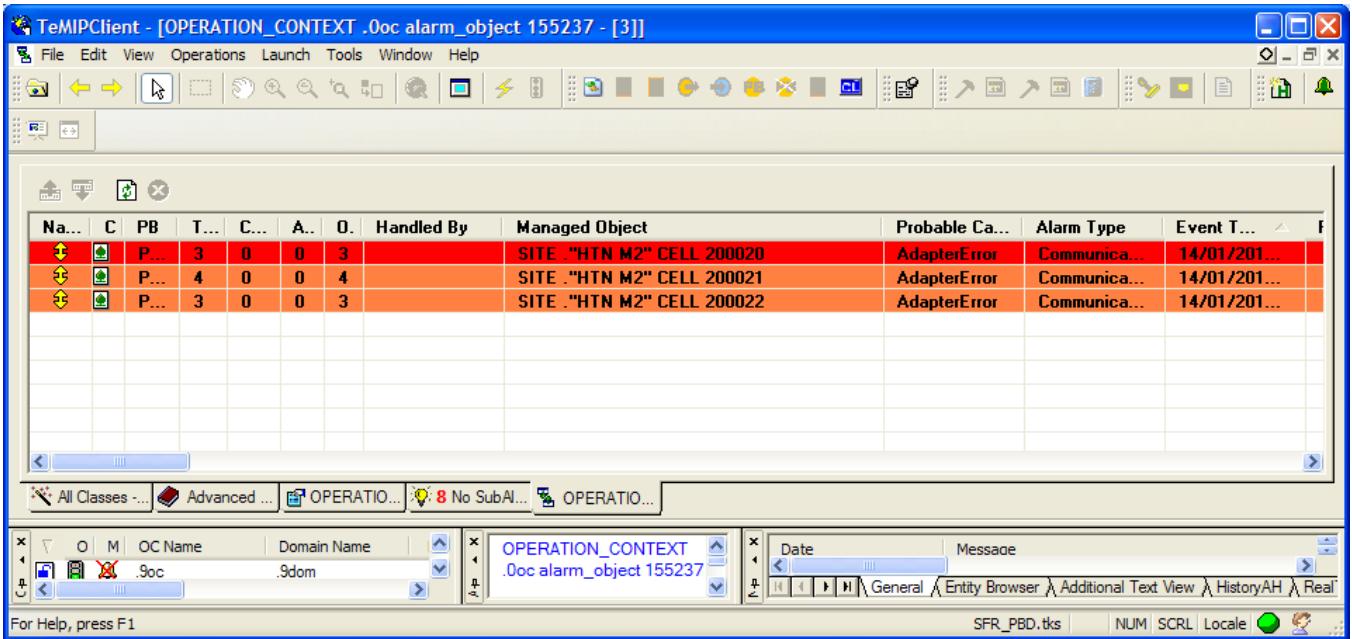 TeMIPClient - [OPERATION_CONTEXT .0oc alarm_object 155237 - [3]]
File Edit View Operations Launch Tools Window Help
PB CL
Na... C PB T... C... A.. O. Handled By Managed Object Probable Ca... Alarm Type Event T...
P... 3 0 0 3 SITE ."HTN M2" CELL 200020 AdapterError Communica... 14/01/201...
P... 4 0 0 4 SITE ."HTN M2" CELL 200021 AdapterError Communica... 14/01/201...
P... 3 0 0 3 SITE ."HTN M2" CELL 200022 AdapterError Communica... 14/01/201...
All Classes -... Advanced ... OPERATIO... 8 No SubAl... OPERATIO...
O M OC Name Domain Name
.9oc .9dom
OPERATION_CONTEXT
.0oc alarm_object 155237
Date Message
General Entity Browser Additional Text View HistoryAH Real
For Help, press F1 SFR_PBD.tks NUM SCRL Locale